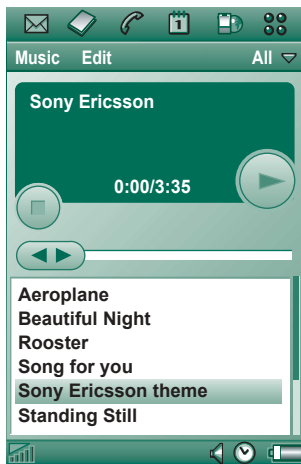 1
Music Edit All
Sony Ericsson
0:00/3:35
Aeroplane
Beautiful Night
Rooster
Song for you
Sony Ericsson theme
Standing Still